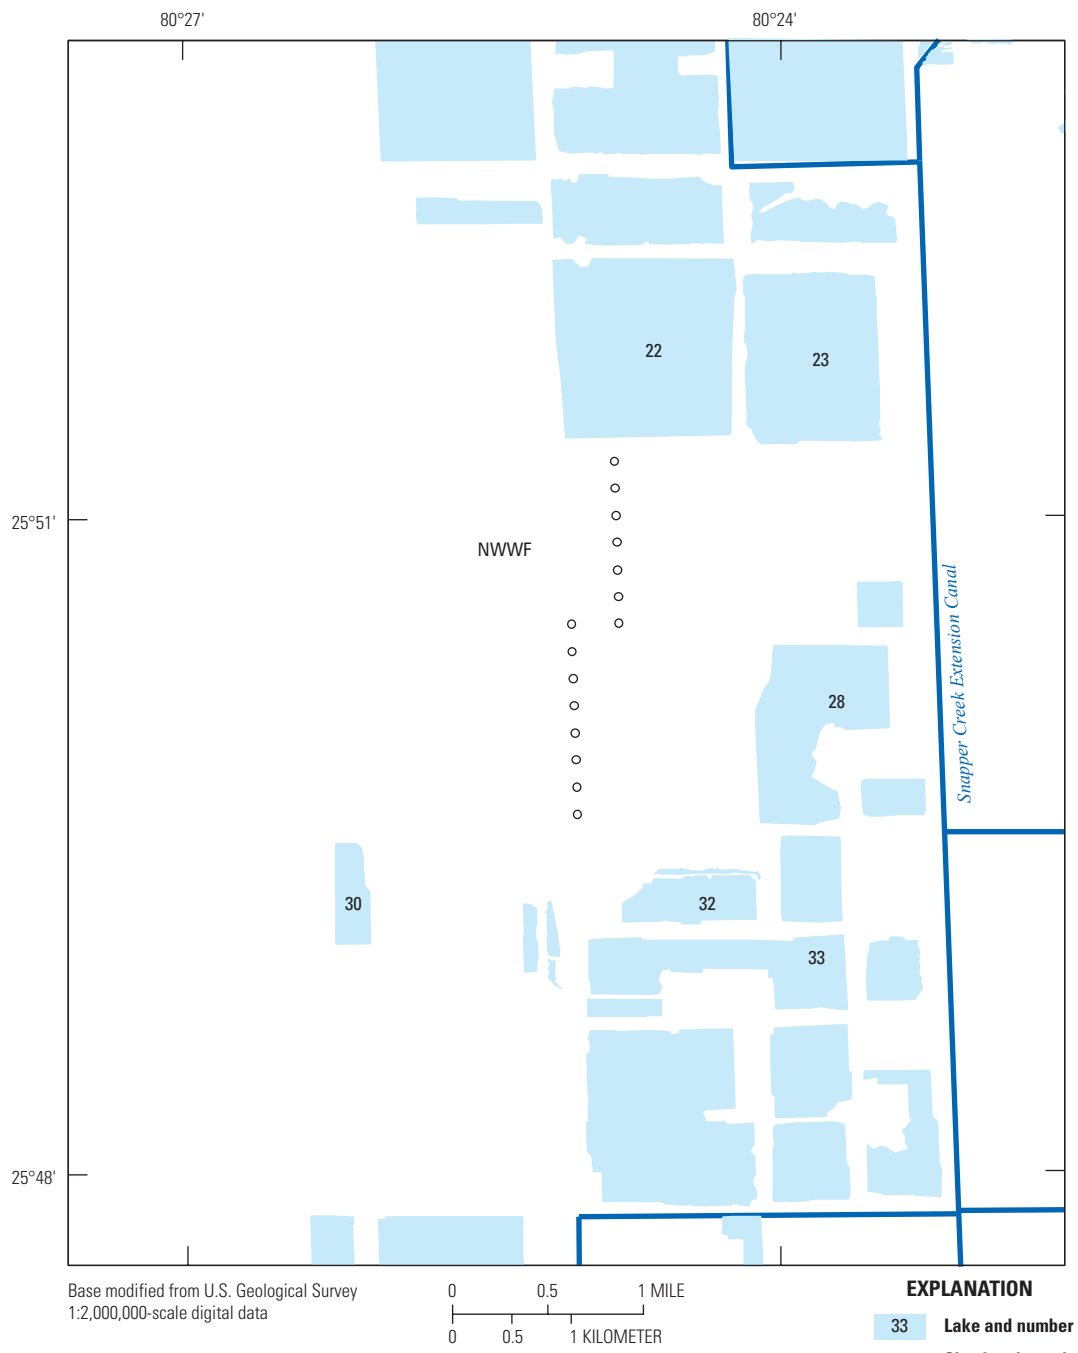 80°27'
80°24'
22
23
25°51'
NWWF
Snapper Creek Extension Canal
28
30
32
33
25°48'
Base modified from U.S. Geological Survey
1:2,000,000-scale digital data
0 0.5 1 MILE
0 0.5 1 KILOMETER
EXPLANATION
33 Lake and number